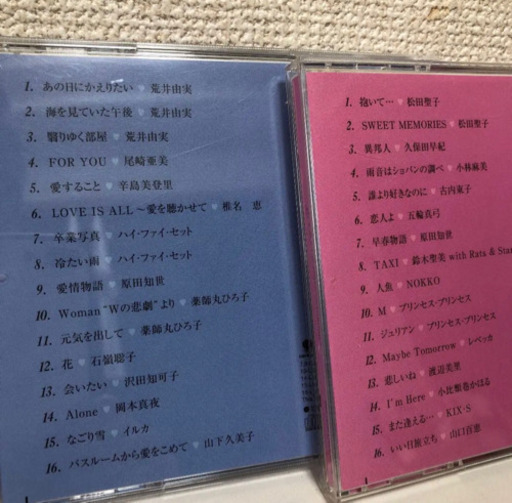 1. あの日にかえりたい ♥ 荒井由実
2. 海を見ていた午後 ♥ 荒井由実
3. 翳りゆく部屋 ♥ 荒井由実
4. FOR YOU ♥ 尾崎亜美
5. 愛すること ♥ 辛島美登里
6. LOVE IS ALL〜愛を聴かせて ♥ 椎名 恵
7. 卒業写真 ♥ ハイ・ファイ・セット
8. 冷たい雨 ♥ ハイ・ファイ・セット
9. 愛情物語 ♥ 原田知世
10. Woman "Wの悲劇"より ♥ 薬師丸ひろ子
11. 元気を出して ♥ 薬師丸ひろ子
12. 花 ♥ 石嶺聡子
13. 会いたい ♥ 沢田知可子
14. Alone ♥ 岡本真夜
15. なごり雪 ♥ イルカ
16. バスルームから愛をこめて ♥ 山下久美子
1. 抱いて… ♥ 松田聖子
2. SWEET MEMORIES ♥ 松田聖子
3. 異邦人 ♥ 久保田早紀
4. 雨音はショパンの調べ ♥ 小林麻美
5. 誰より好きなのに ♥ 古内東子
6. 恋人よ ♥ 五輪真弓
7. 早春物語 ♥ 原田知世
8. TAXI ♥ 鈴木聖美 with Rats & Star
9. 人魚 ♥ NOKKO
10. M ♥ プリンセス・プリンセス
11. ジュリアン ♥ プリンセス・プリンセス
12. Maybe Tomorrow ♥ レベッカ
13. 悲しいね ♥ 渡辺美里
14. I'm Here ♥ 小比類巻かほる
15. また逢える… ♥ KIX・S
16. いい日旅立ち ♥ 山口百恵